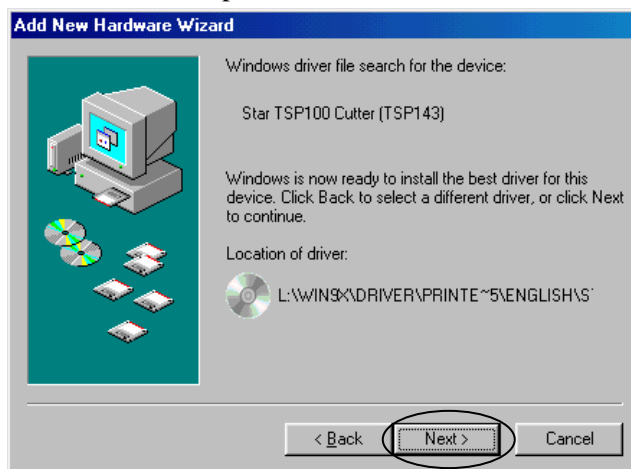 Add New Hardware Wizard
Windows driver file search for the device:
Star TSP100 Cutter (TSP143)
Windows is now ready to install the best driver for this
device. Click Back to select a different driver, or click Next
to continue.
Location of driver:
L:\WIN9X\DRIVER\PRINTE~5\ENGLISH\S
< Back
Next >
Cancel